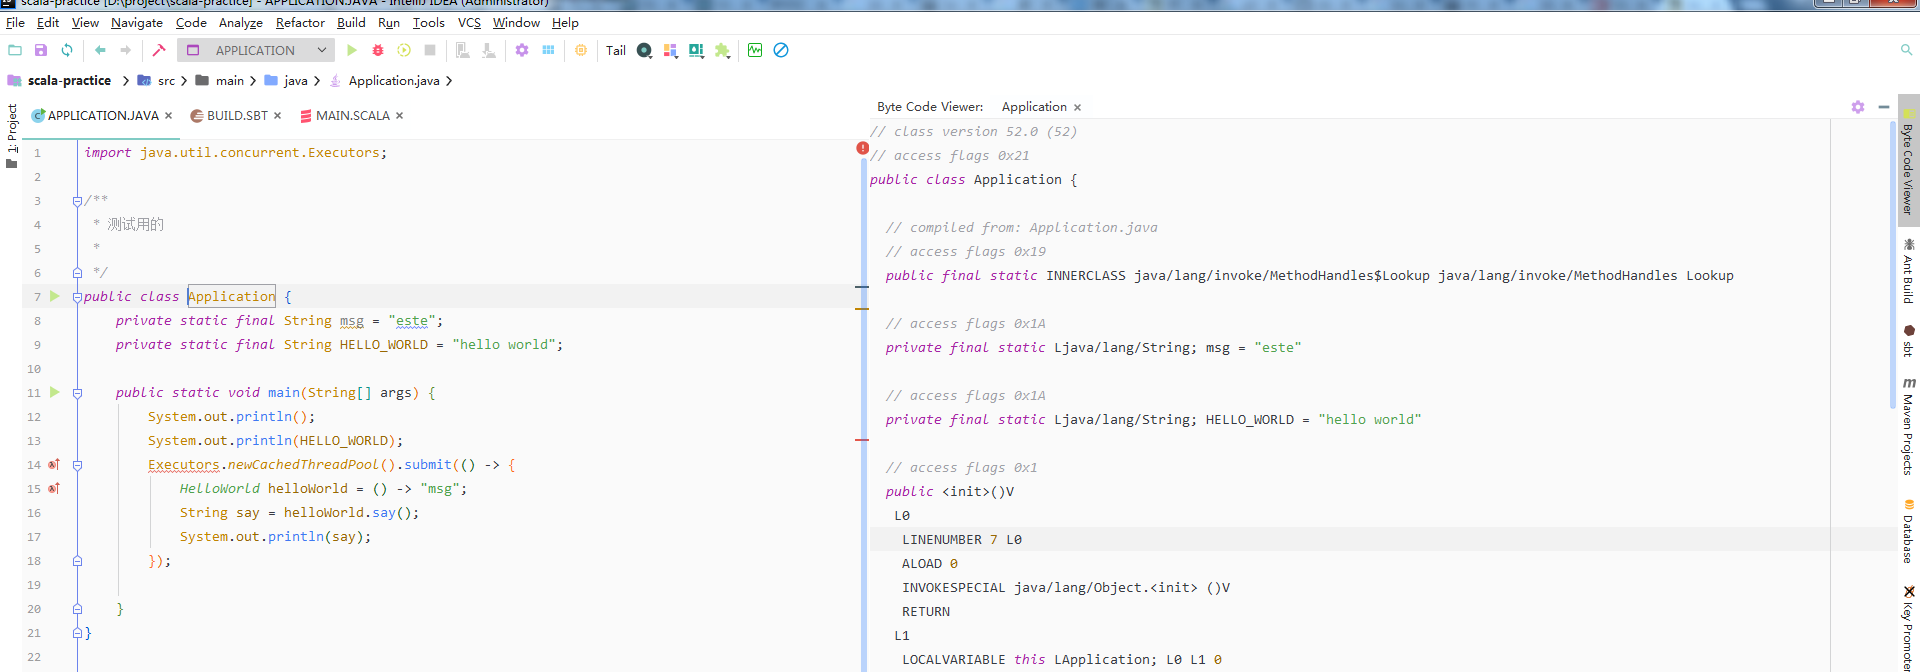 scala-practice [D:\project\scala-practice] - APPLICATION.JAVA - IntelliJ IDEA (Administrator)
File Edit View Navigate Code Analyze Refactor Build Run Tools VCS Window Help
APPLICATION Tail
scala-practice src main java Application.java
1: Project
APPLICATION.JAVA BUILD.SBT MAIN.SCALA
1 import java.util.concurrent.Executors;
2
3 /**
4 * 测试用的
5 *
6 */
7 public class Application {
8 private static final String msg = "este";
9 private static final String HELLO_WORLD = "hello world";
10
11 public static void main(String[] args) {
12 System.out.println();
13 System.out.println(HELLO_WORLD);
14 Executors.newCachedThreadPool().submit(() -> {
15 HelloWorld helloWorld = () -> "msg";
16 String say = helloWorld.say();
17 System.out.println(say);
18 });
19
20 }
21 }
22
Byte Code Viewer: Application
// class version 52.0 (52)
// access flags 0x21
public class Application {
// compiled from: Application.java
// access flags 0x19
public final static INNERCLASS java/lang/invoke/MethodHandles$Lookup java/lang/invoke/MethodHandles Lookup
// access flags 0x1A
private final static Ljava/lang/String; msg = "este"
// access flags 0x1A
private final static Ljava/lang/String; HELLO_WORLD = "hello world"
// access flags 0x1
public <init>()V
L0
LINENUMBER 7 L0
ALOAD 0
INVOKESPECIAL java/lang/Object.<init> ()V
RETURN
L1
LOCALVARIABLE this LApplication; L0 L1 0
Byte Code Viewer
Ant Build
sbt
m Maven Projects
Database
Key Promoter